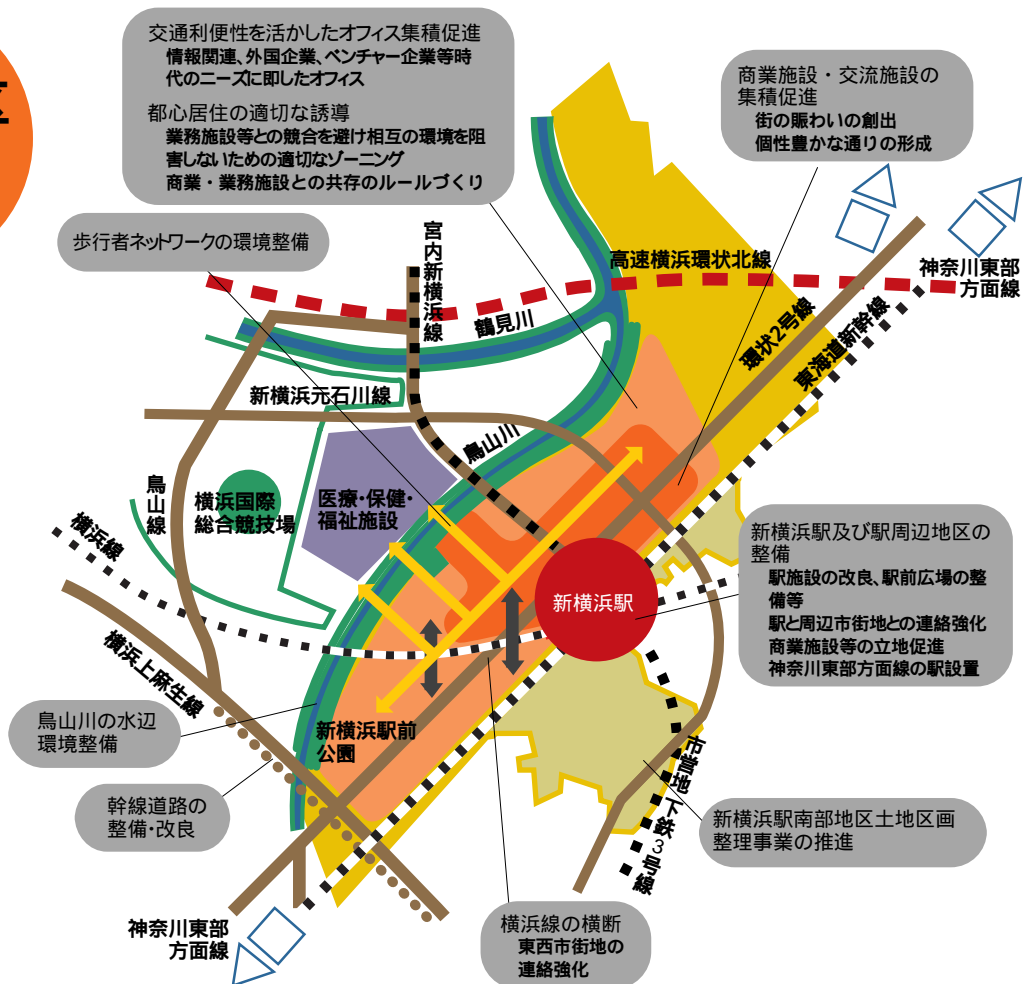 区
交通利便性を活かしたオフィス集積促進
情報関連、外国企業、ベンチャー企業等時
代のニーズに即したオフィス
都心居住の適切な誘導
業務施設等との競合を避け相互の環境を阻
害しないための適切なゾーニング
商業・業務施設との共存のルールづくり
商業施設・交流施設の
集積促進
街の賑わいの創出
個性豊かな通りの形成
歩行者ネットワークの環境整備
宮内新横浜線
高速横浜環状北線
神奈川東部
方面線
鶴見川
環状2号線
東海道新幹線
新横浜元石川線
鳥山川
鳥山線
横浜国際
総合競技場
医療・保健・
福祉施設
横浜線
新横浜駅
新横浜駅及び駅周辺地区の
整備
駅施設の改良、駅前広場の整
備等
駅と周辺市街地との連絡強化
商業施設等の立地促進
神奈川東部方面線の駅設置
横浜上麻生線
鳥山川の水辺
環境整備
新横浜駅前
公園
市営地下鉄3号線
幹線道路の
整備・改良
新横浜駅南部地区土地区画
整理事業の推進
横浜線の横断
東西市街地の
連絡強化
神奈川東部
方面線